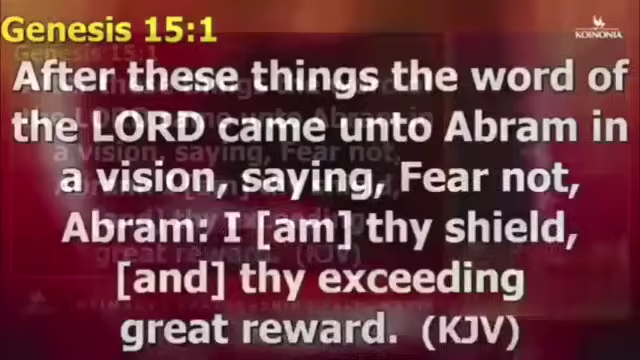 Genesis 15:1
KOINONIA
After these things the word of
the LORD came unto Abram in
a vision, saying, Fear not,
Abram: I [am] thy shield,
[and] thy exceeding
great reward. (KJV)